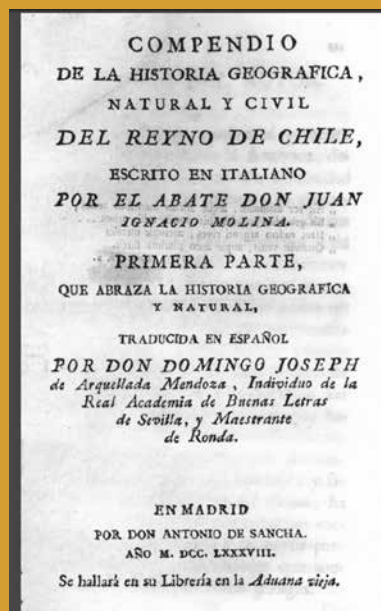 COMPENDIO
DE LA HISTORIA GEOGRAFICA,
NATURAL Y CIVIL
DEL REYNO DE CHILE,
ESCRITO EN ITALIANO
POR EL ABATE DON JUAN
IGNACIO MOLINA.
PRIMERA PARTE,
QUE ABRAZA LA HISTORIA GEOGRAFICA
Y NATURAL,
TRADUCIDA EN ESPAÑOL
POR DON DOMINGO JOSEPH
de Arquellada Mendoza, Individuo de la
Real Academia de Buenas Letras
de Sevilla, y Maestrante
de Ronda.
EN MADRID
POR DON ANTONIO DE SANCHA.
AÑO M. DCC. LXXXVIII.
Se hallará en su Librería en la Aduana vieja.